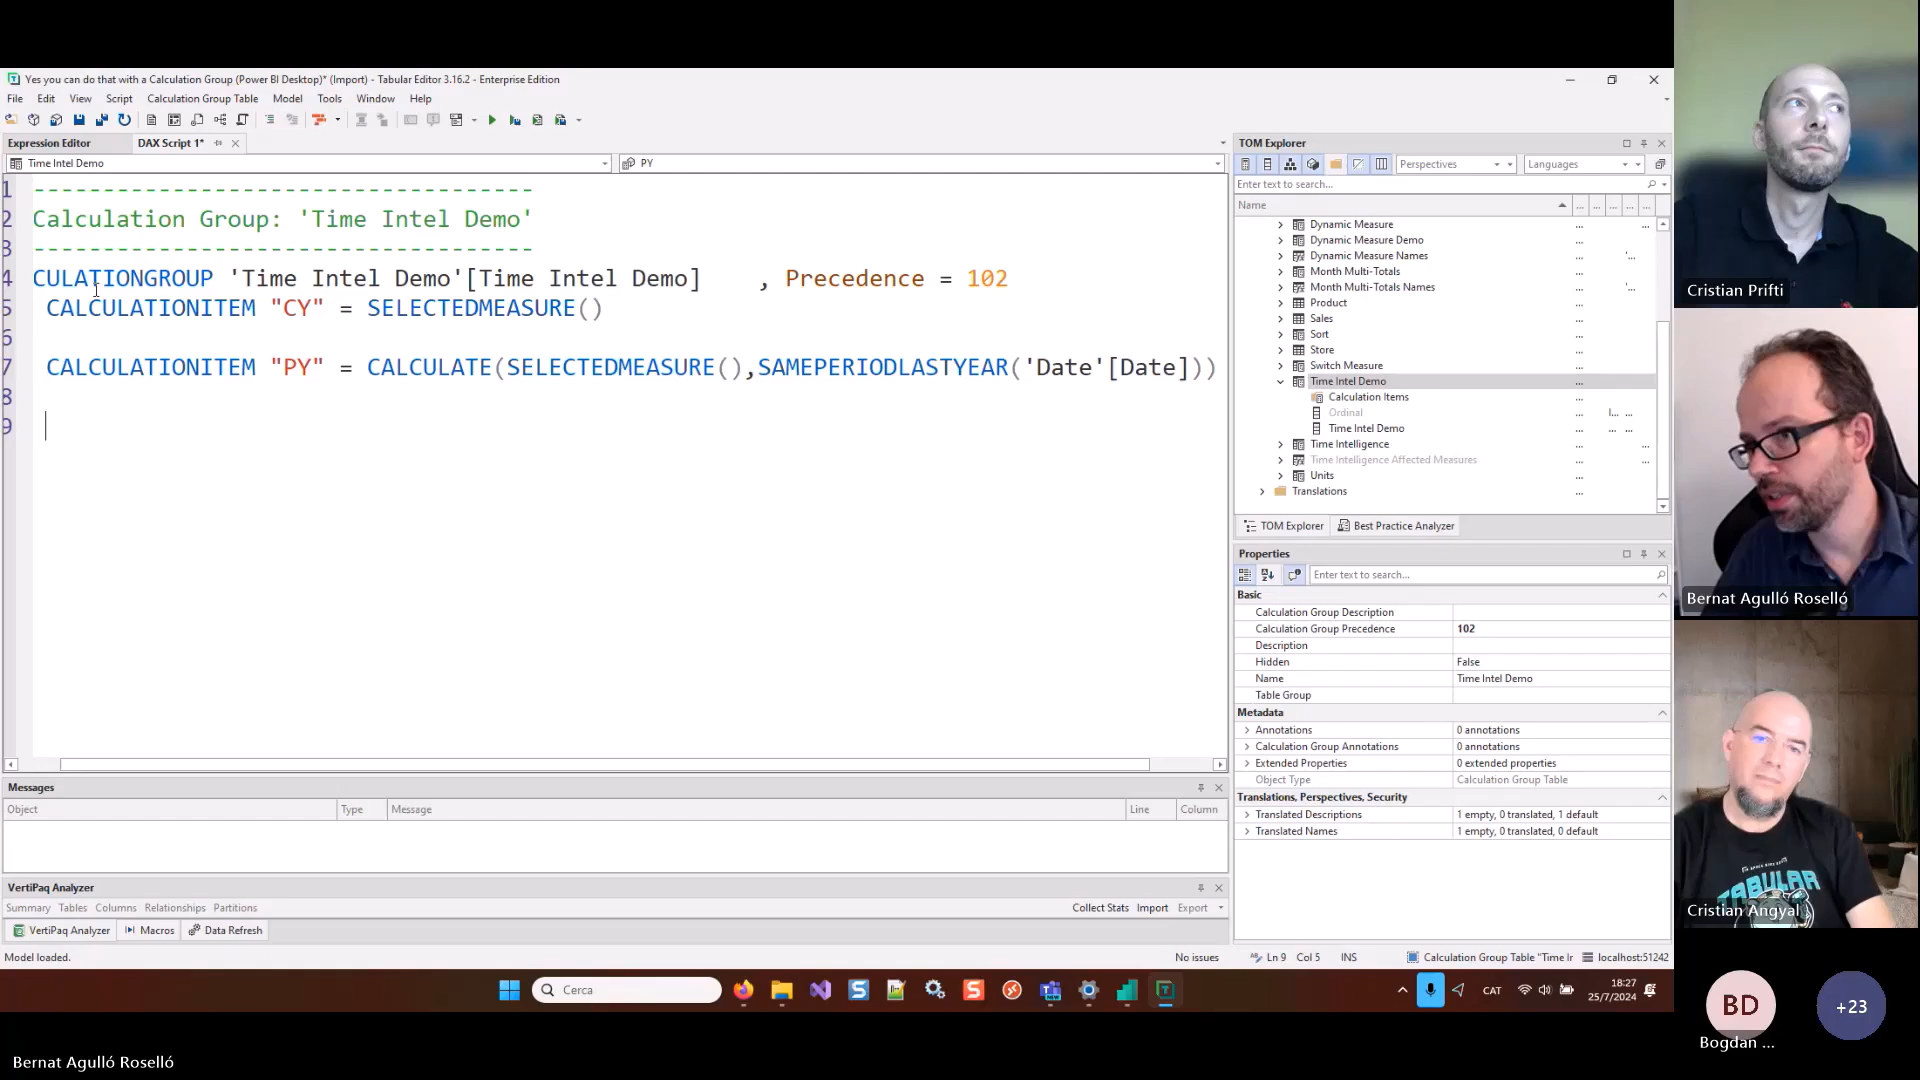 Yes you can do that with a Calculation Group (Power BI Desktop)* (Import) - Tabular Editor 3.16.2 - Enterprise Edition
File Edit View Script Calculation Group Table Model Tools Window Help
Expression Editor DAX Script 1*
Time Intel Demo PY
1 ------------------------------------
2 Calculation Group: 'Time Intel Demo'
3 ------------------------------------
4 CULATIONGROUP 'Time Intel Demo'[Time Intel Demo] , Precedence = 102
5 CALCULATIONITEM "CY" = SELECTEDMEASURE()
6
7 CALCULATIONITEM "PY" = CALCULATE(SELECTEDMEASURE(),SAMEPERIODLASTYEAR('Date'[Date]))
8
9
Messages
Object Type Message Line Column
VertiPaq Analyzer
Summary Tables Columns Relationships Partitions Collect Stats Import Export
VertiPaq Analyzer Macros Data Refresh
Model loaded. No issues Ln 9 Col 5 INS Calculation Group Table "Time Ir localhost:51242
TOM Explorer
Perspectives Languages
Enter text to search...
Name ... ... ... ... ...
Dynamic Measure ... ...
Dynamic Measure Demo ...
Dynamic Measure Names ... '...
Month Multi-Totals ...
Month Multi-Totals Names ... '...
Product ...
Sales ...
Sort ...
Store ...
Switch Measure ...
Time Intel Demo ...
Calculation Items ...
Ordinal ... I... ...
Time Intel Demo ... ... ...
Time Intelligence ... ...
Time Intelligence Affected Measures ... ...
Units ...
Translations ...
TOM Explorer Best Practice Analyzer
Properties
Enter text to search...
Basic
Calculation Group Description
Calculation Group Precedence 102
Description
Hidden False
Name Time Intel Demo
Table Group
Metadata
Annotations 0 annotations
Calculation Group Annotations 0 annotations
Extended Properties 0 extended properties
Object Type Calculation Group Table
Translations, Perspectives, Security
Translated Descriptions 1 empty, 0 translated, 1 default
Translated Names 1 empty, 0 translated, 0 default
Cerca
CAT
18:27
25/7/2024
Cristian Prifti
Bernat Agulló Roselló
TABULAR
Cristian Angyal
BD
Bogdan ...
+23
Bernat Agulló Roselló